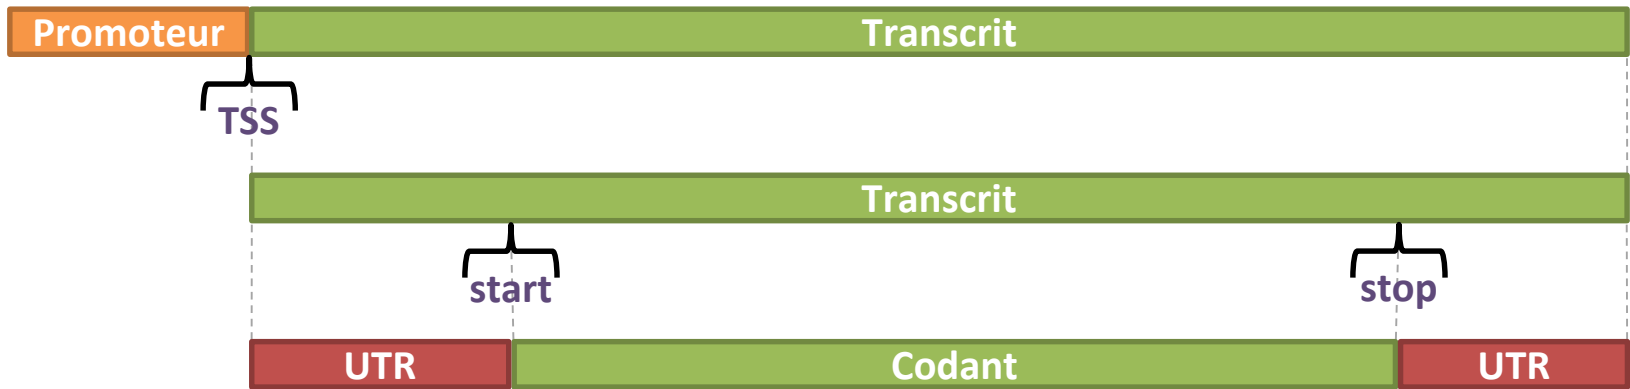 Promoteur Transcrit
TSS
Transcrit
start stop
UTR Codant UTR